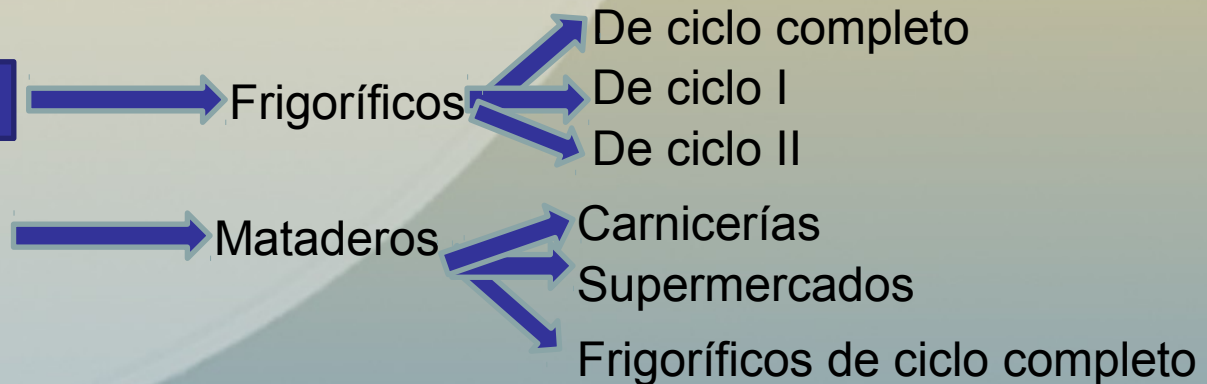 Frigoríficos
De ciclo completo
De ciclo I
De ciclo II
Mataderos
Carnicerías
Supermercados
Frigoríficos de ciclo completo